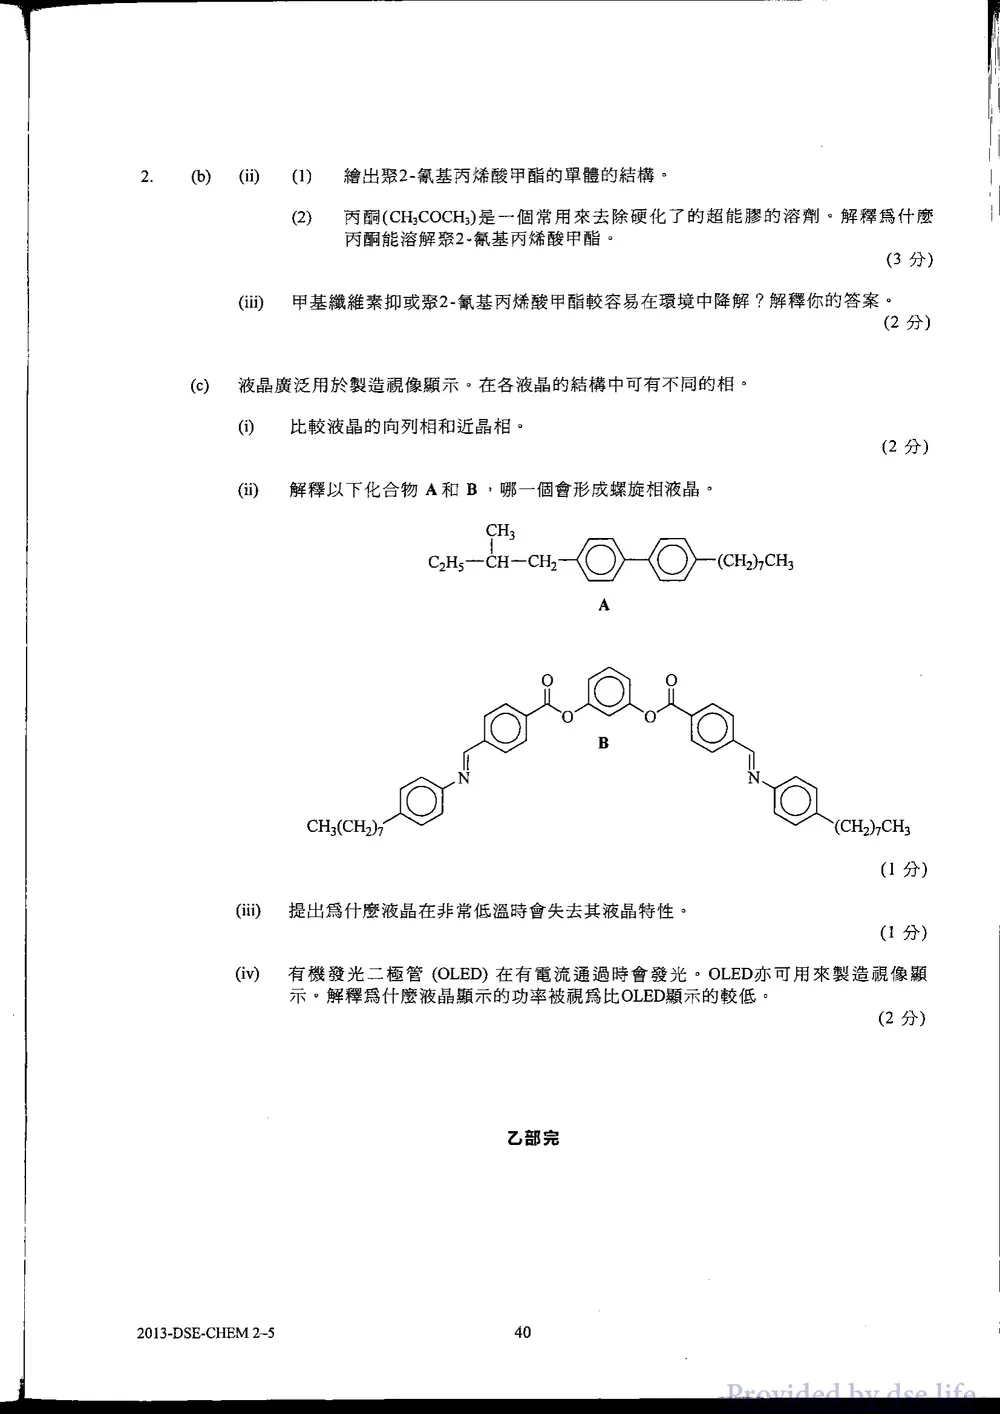 2. (b) (ii) (1) 繪出聚2-氰基丙烯酸甲酯的單體的結構。
(2) 丙酮(CH₃COCH₃)是一個常用來去除硬化了的超能膠的溶劑。解釋爲什麼
丙酮能溶解聚2-氰基丙烯酸甲酯。
(3 分)
(iii) 甲基纖維素抑或聚2-氰基丙烯酸甲酯較容易在環境中降解？解釋你的答案。
(2 分)
(c) 液晶廣泛用於製造視像顯示。在各液晶的結構中可有不同的相。
(i) 比較液晶的向列相和近晶相。
(2 分)
(ii) 解釋以下化合物 A 和 B，哪一個會形成螺旋相液晶。
CH₃
C₂H₅—CH—CH₂ (CH₂)₇CH₃
A
O O
O O
B
N N
CH₃(CH₂)₇ (CH₂)₇CH₃
(1 分)
(iii) 提出爲什麼液晶在非常低溫時會失去其液晶特性。
(1 分)
(iv) 有機發光二極管 (OLED) 在有電流通過時會發光。OLED亦可用來製造視像顯
示。解釋爲什麼液晶顯示的功率被視爲比OLED顯示的較低。
(2 分)
乙部完
2013-DSE-CHEM 2–5 40
Provided by dse.life